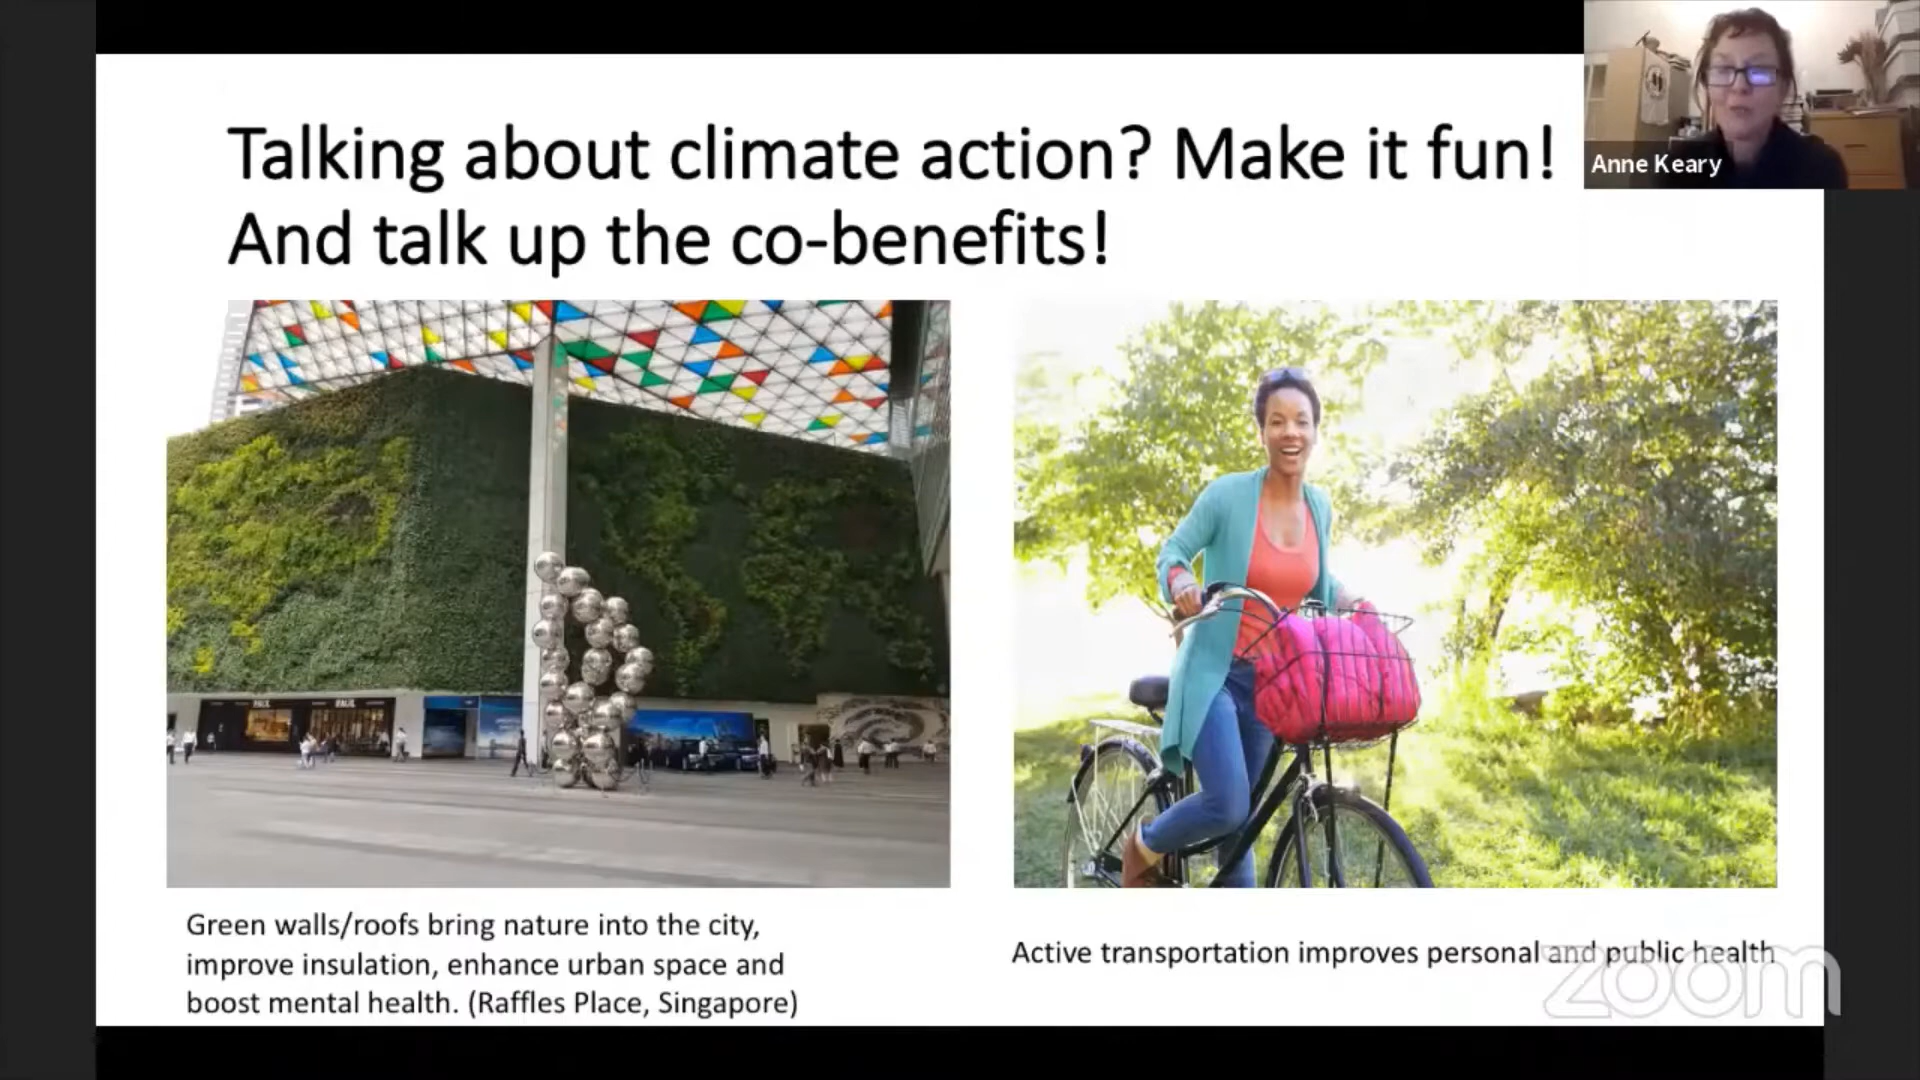 Talking about climate action? Make it fun!
And talk up the co-benefits!
Anne Keary
PAUL
PAUL
Green walls/roofs bring nature into the city,
improve insulation, enhance urban space and
boost mental health. (Raffles Place, Singapore)
Active transportation improves personal and public health
zoom